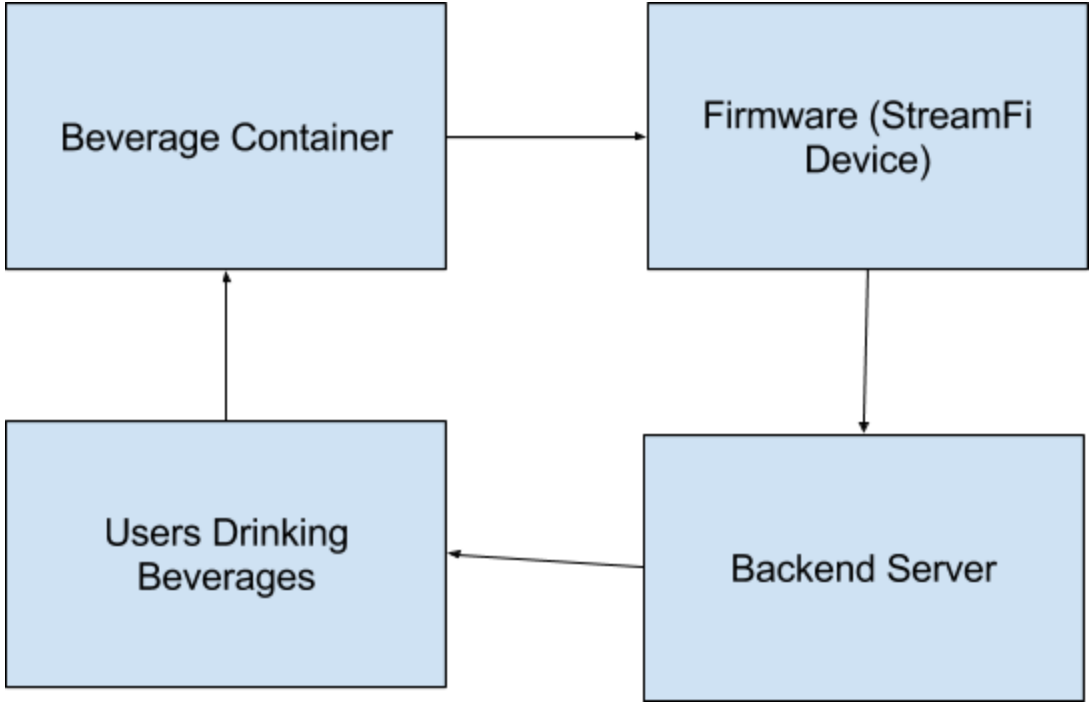 Beverage Container
Firmware (StreamFi
Device)
Users Drinking
Beverages
Backend Server